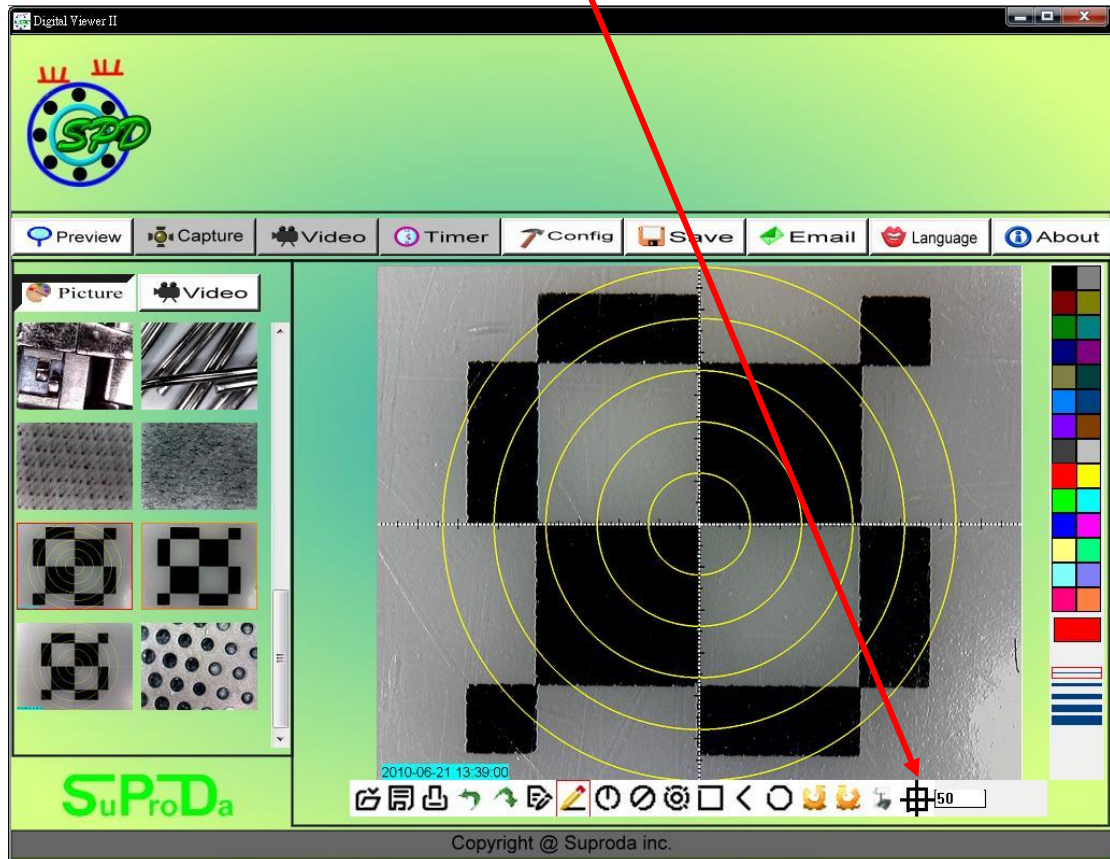 Digital Viewer II
SPD
Preview Capture Video Timer Config Save Email Language About
Picture Video
2010-06-21 13:39:00
50
SuProDa
Copyright @ Suproda inc.